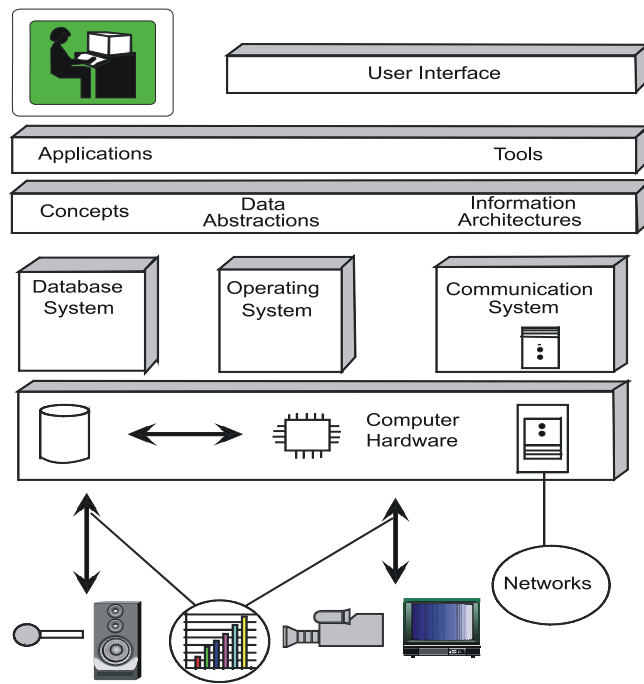 User Interface
Applications
Tools
Concepts
Data
Abstractions
Information
Architectures
Database
System
Operating
System
Communication
System
Computer
Hardware
Networks